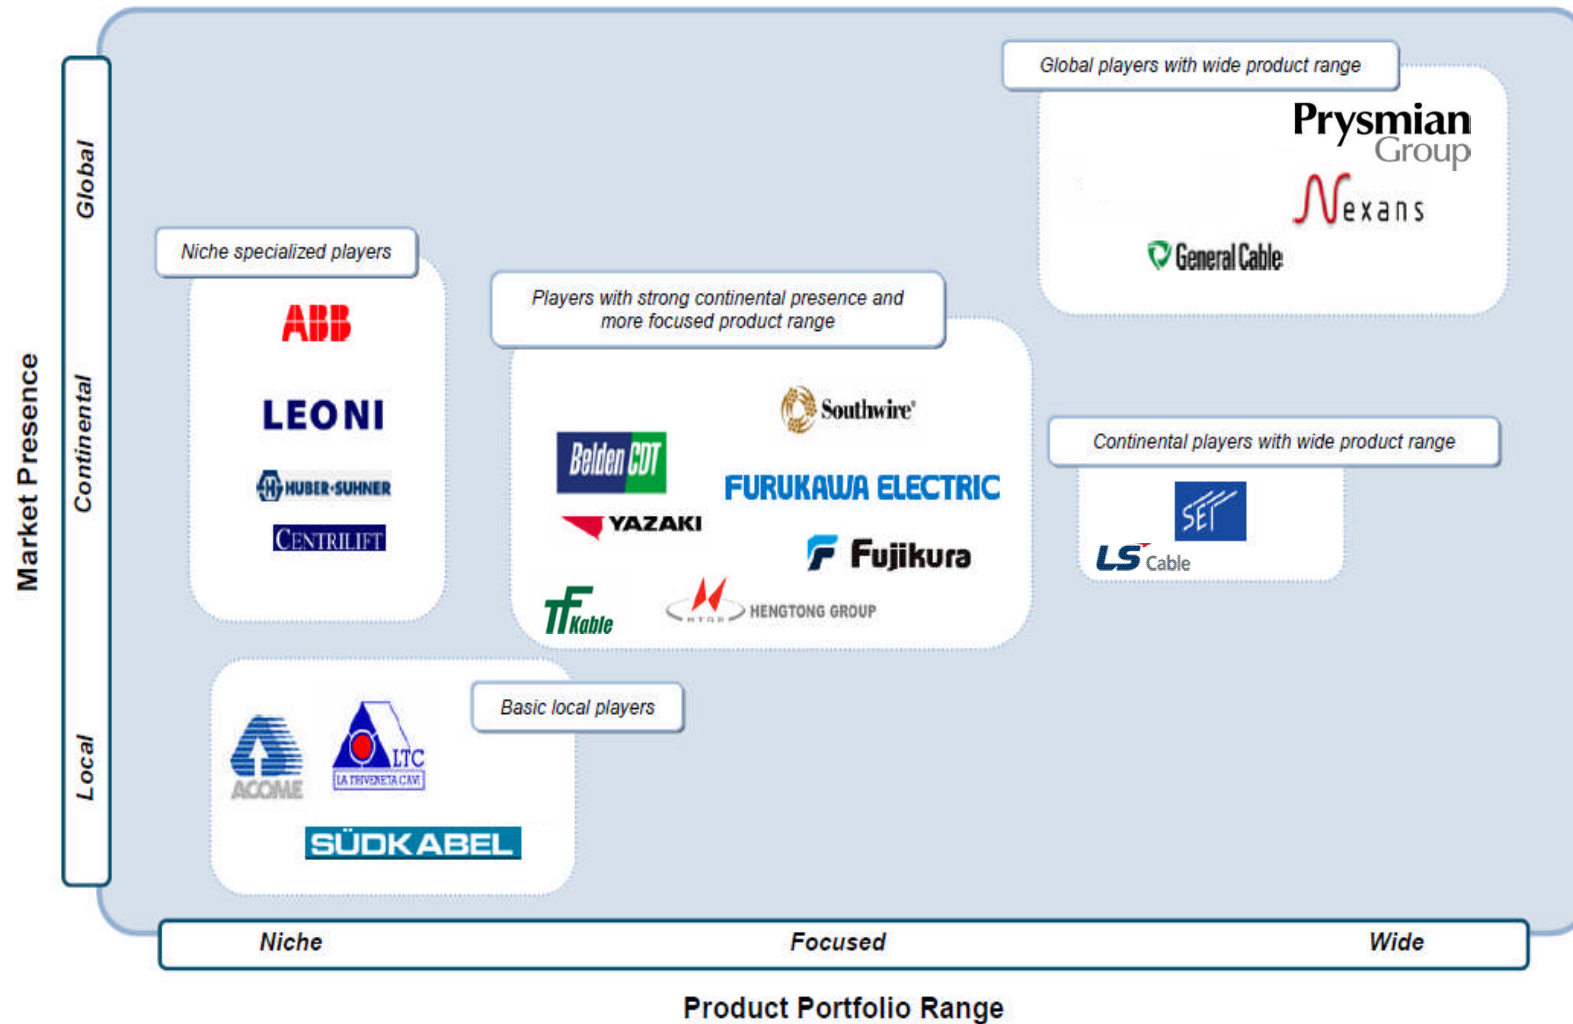 Global players with wide product range
Prysmian
Group
Nexans
General Cable
Niche specialized players
ABB
LEONI
HUBER+SUHNER
CENTRILIFT
Players with strong continental presence and
more focused product range
Southwire®
Belden CDT
FURUKAWA ELECTRIC
YAZAKI
Fujikura
TF Kable
HTGD HENGTONG GROUP
Continental players with wide product range
SEI
LS Cable
Basic local players
ACOME
LTC
LA TRIVENETA CAVI
SÜDKABEL
Market Presence
Global
Continental
Local
Niche
Focused
Wide
Product Portfolio Range